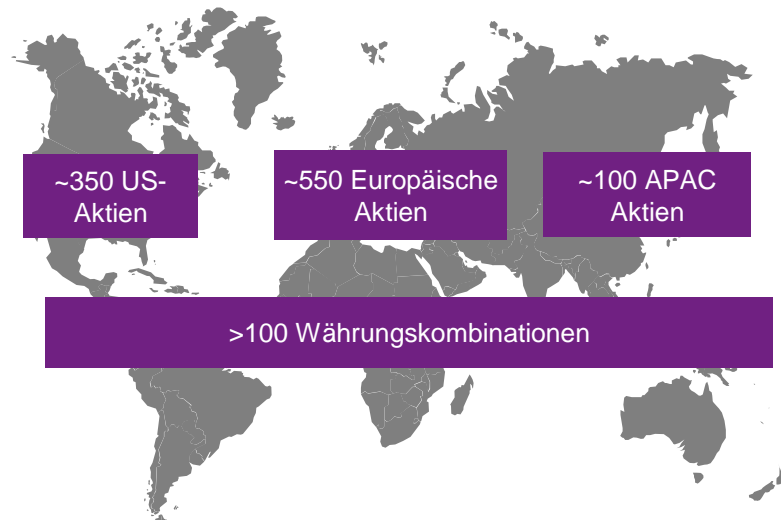 ~350 US-
Aktien
~550 Europäische
Aktien
~100 APAC
Aktien
>100 Währungskombinationen